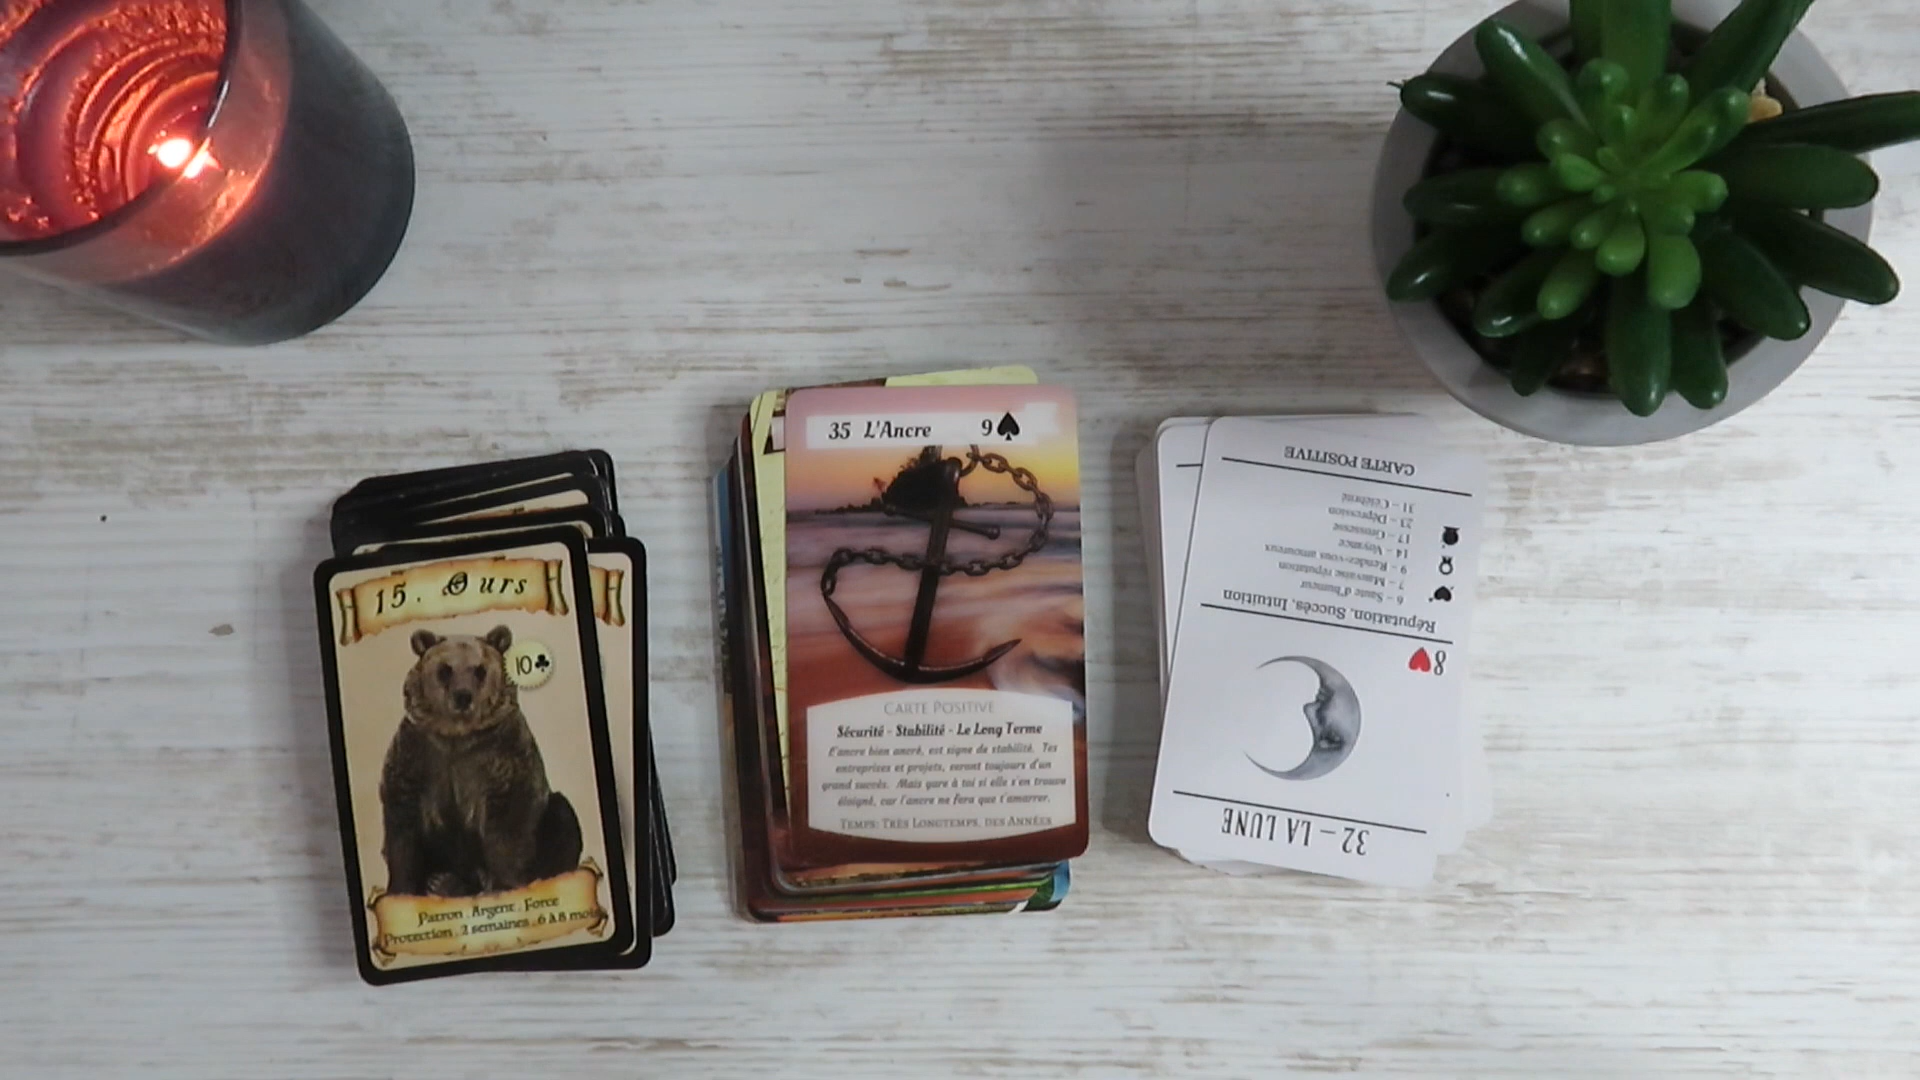 15. Ours
10
Patron . Argent . Force
Protection . 2 semaines . 6 à 8 mois
35 L'Ancre 9
CARTE POSITIVE
Sécurité - Stabilité - Le Long Terme
L'ancre bien ancré, est signe de stabilité. Tes
entreprises et projets, seront toujours d'un
grand succès. Mais gare à toi si elle s'en trouve
éloigné, car l'ancre ne fera que t'amarrer.
TEMPS: TRÈS LONGTEMPS, DES ANNÉES
32 – LA LUNE
8
Réputation, Succès, Intuition
6 – Saute d'humeur
7 – Mauvaise réputation
9 – Rendez-vous amoureux
14 – Voyance
17 – Grossesse
23 – Dépression
31 – Célébrité
CARTE POSITIVE